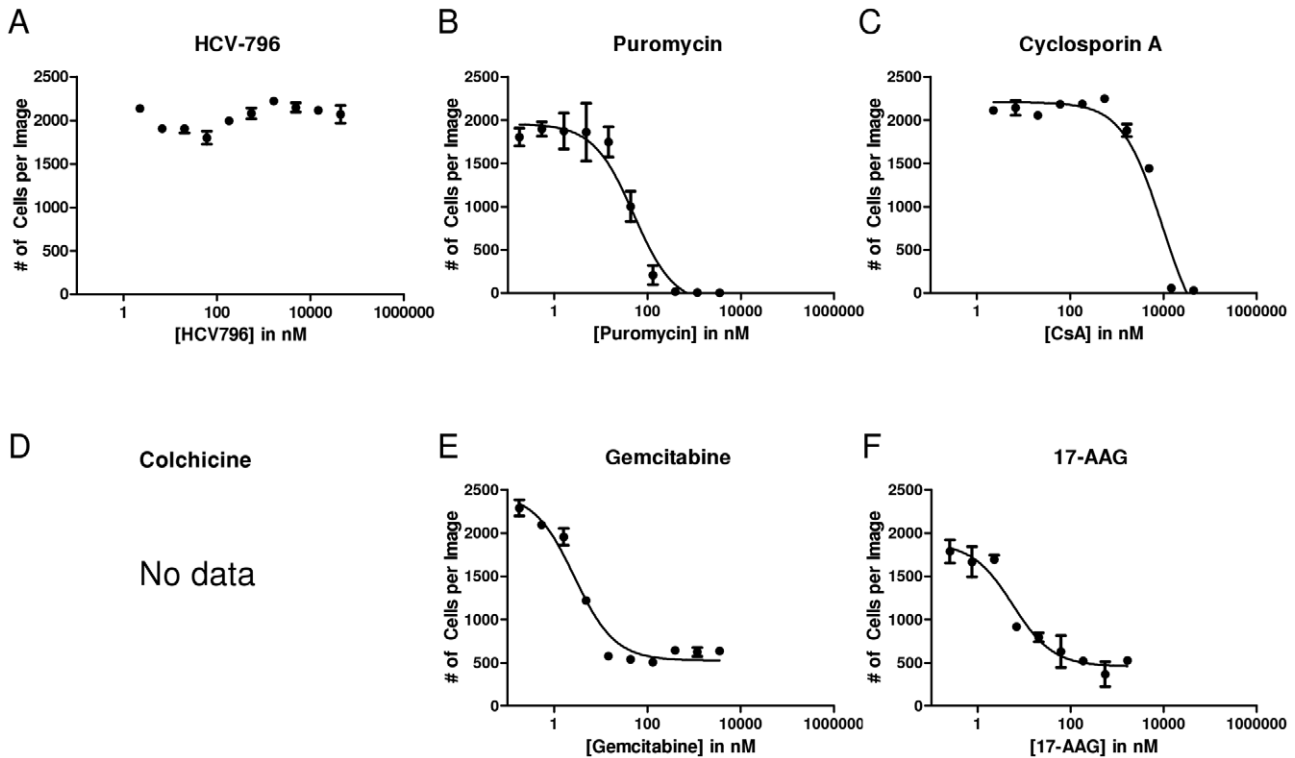 A
HCV-796
# of Cells per Image
2500
2000
1500
1000
500
0
1
100
10000
1000000
[HCV796] in nM
B
Puromycin
# of Cells per Image
2500
2000
1500
1000
500
0
1
100
10000
1000000
[Puromycin] in nM
C
Cyclosporin A
# of Cells per Image
2500
2000
1500
1000
500
0
1
100
10000
1000000
[CsA] in nM
D
Colchicine
No data
E
Gemcitabine
# of Cells per Image
2500
2000
1500
1000
500
0
1
100
10000
1000000
[Gemcitabine] in nM
F
17-AAG
# of Cells per Image
2500
2000
1500
1000
500
0
1
100
10000
1000000
[17-AAG] in nM